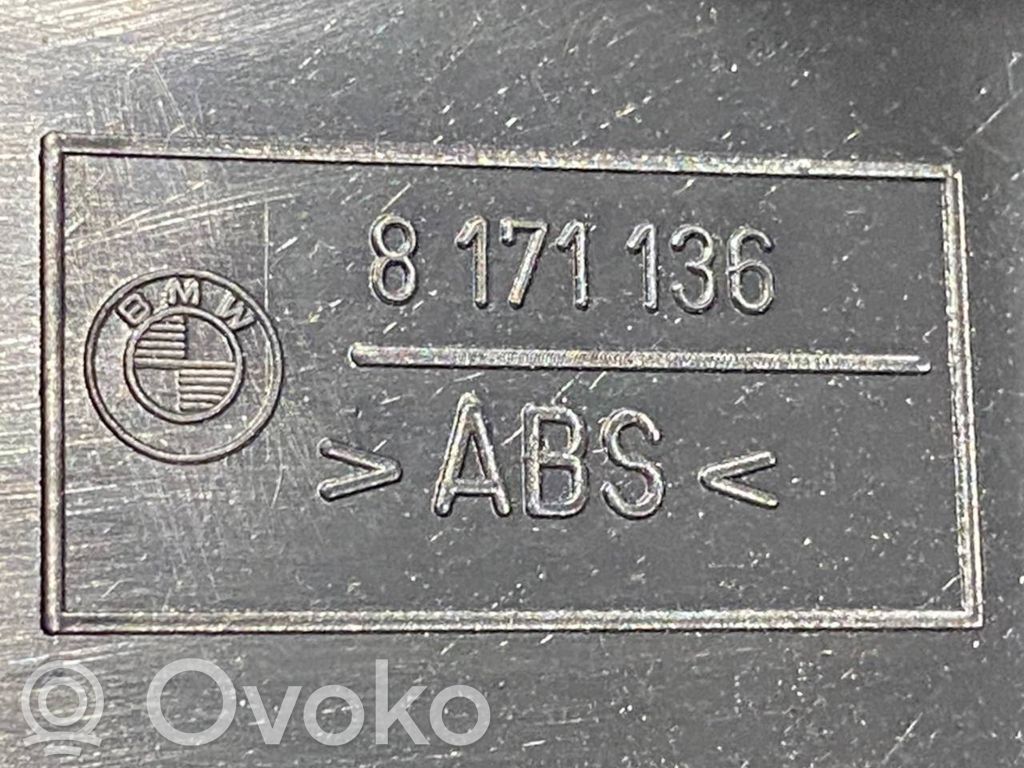 8 171 136
BMW
>ABS<
Ovoko